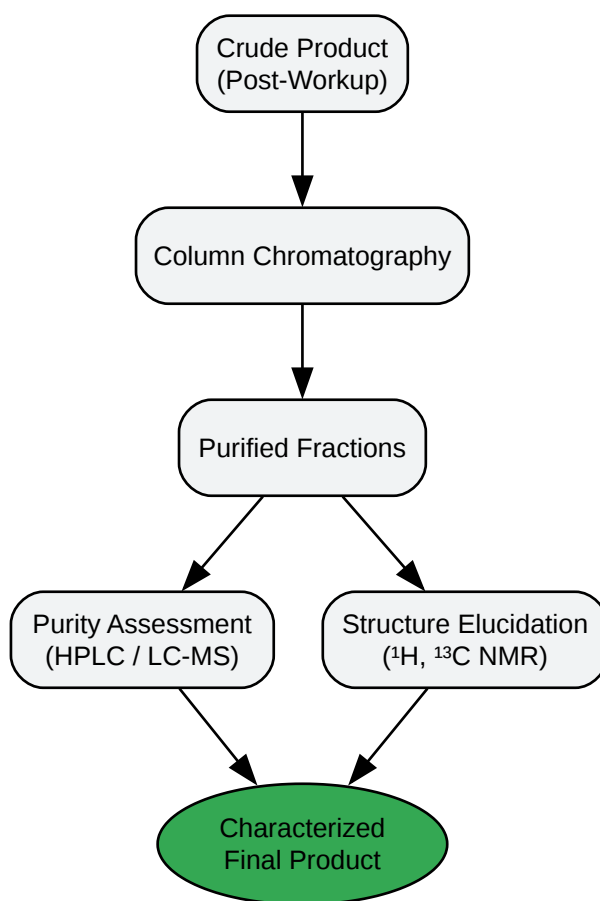 Crude Product
(Post-Workup)
Column Chromatography
Purified Fractions
Purity Assessment
(HPLC / LC-MS)
Structure Elucidation
(¹H, ¹³C NMR)
Characterized
Final Product